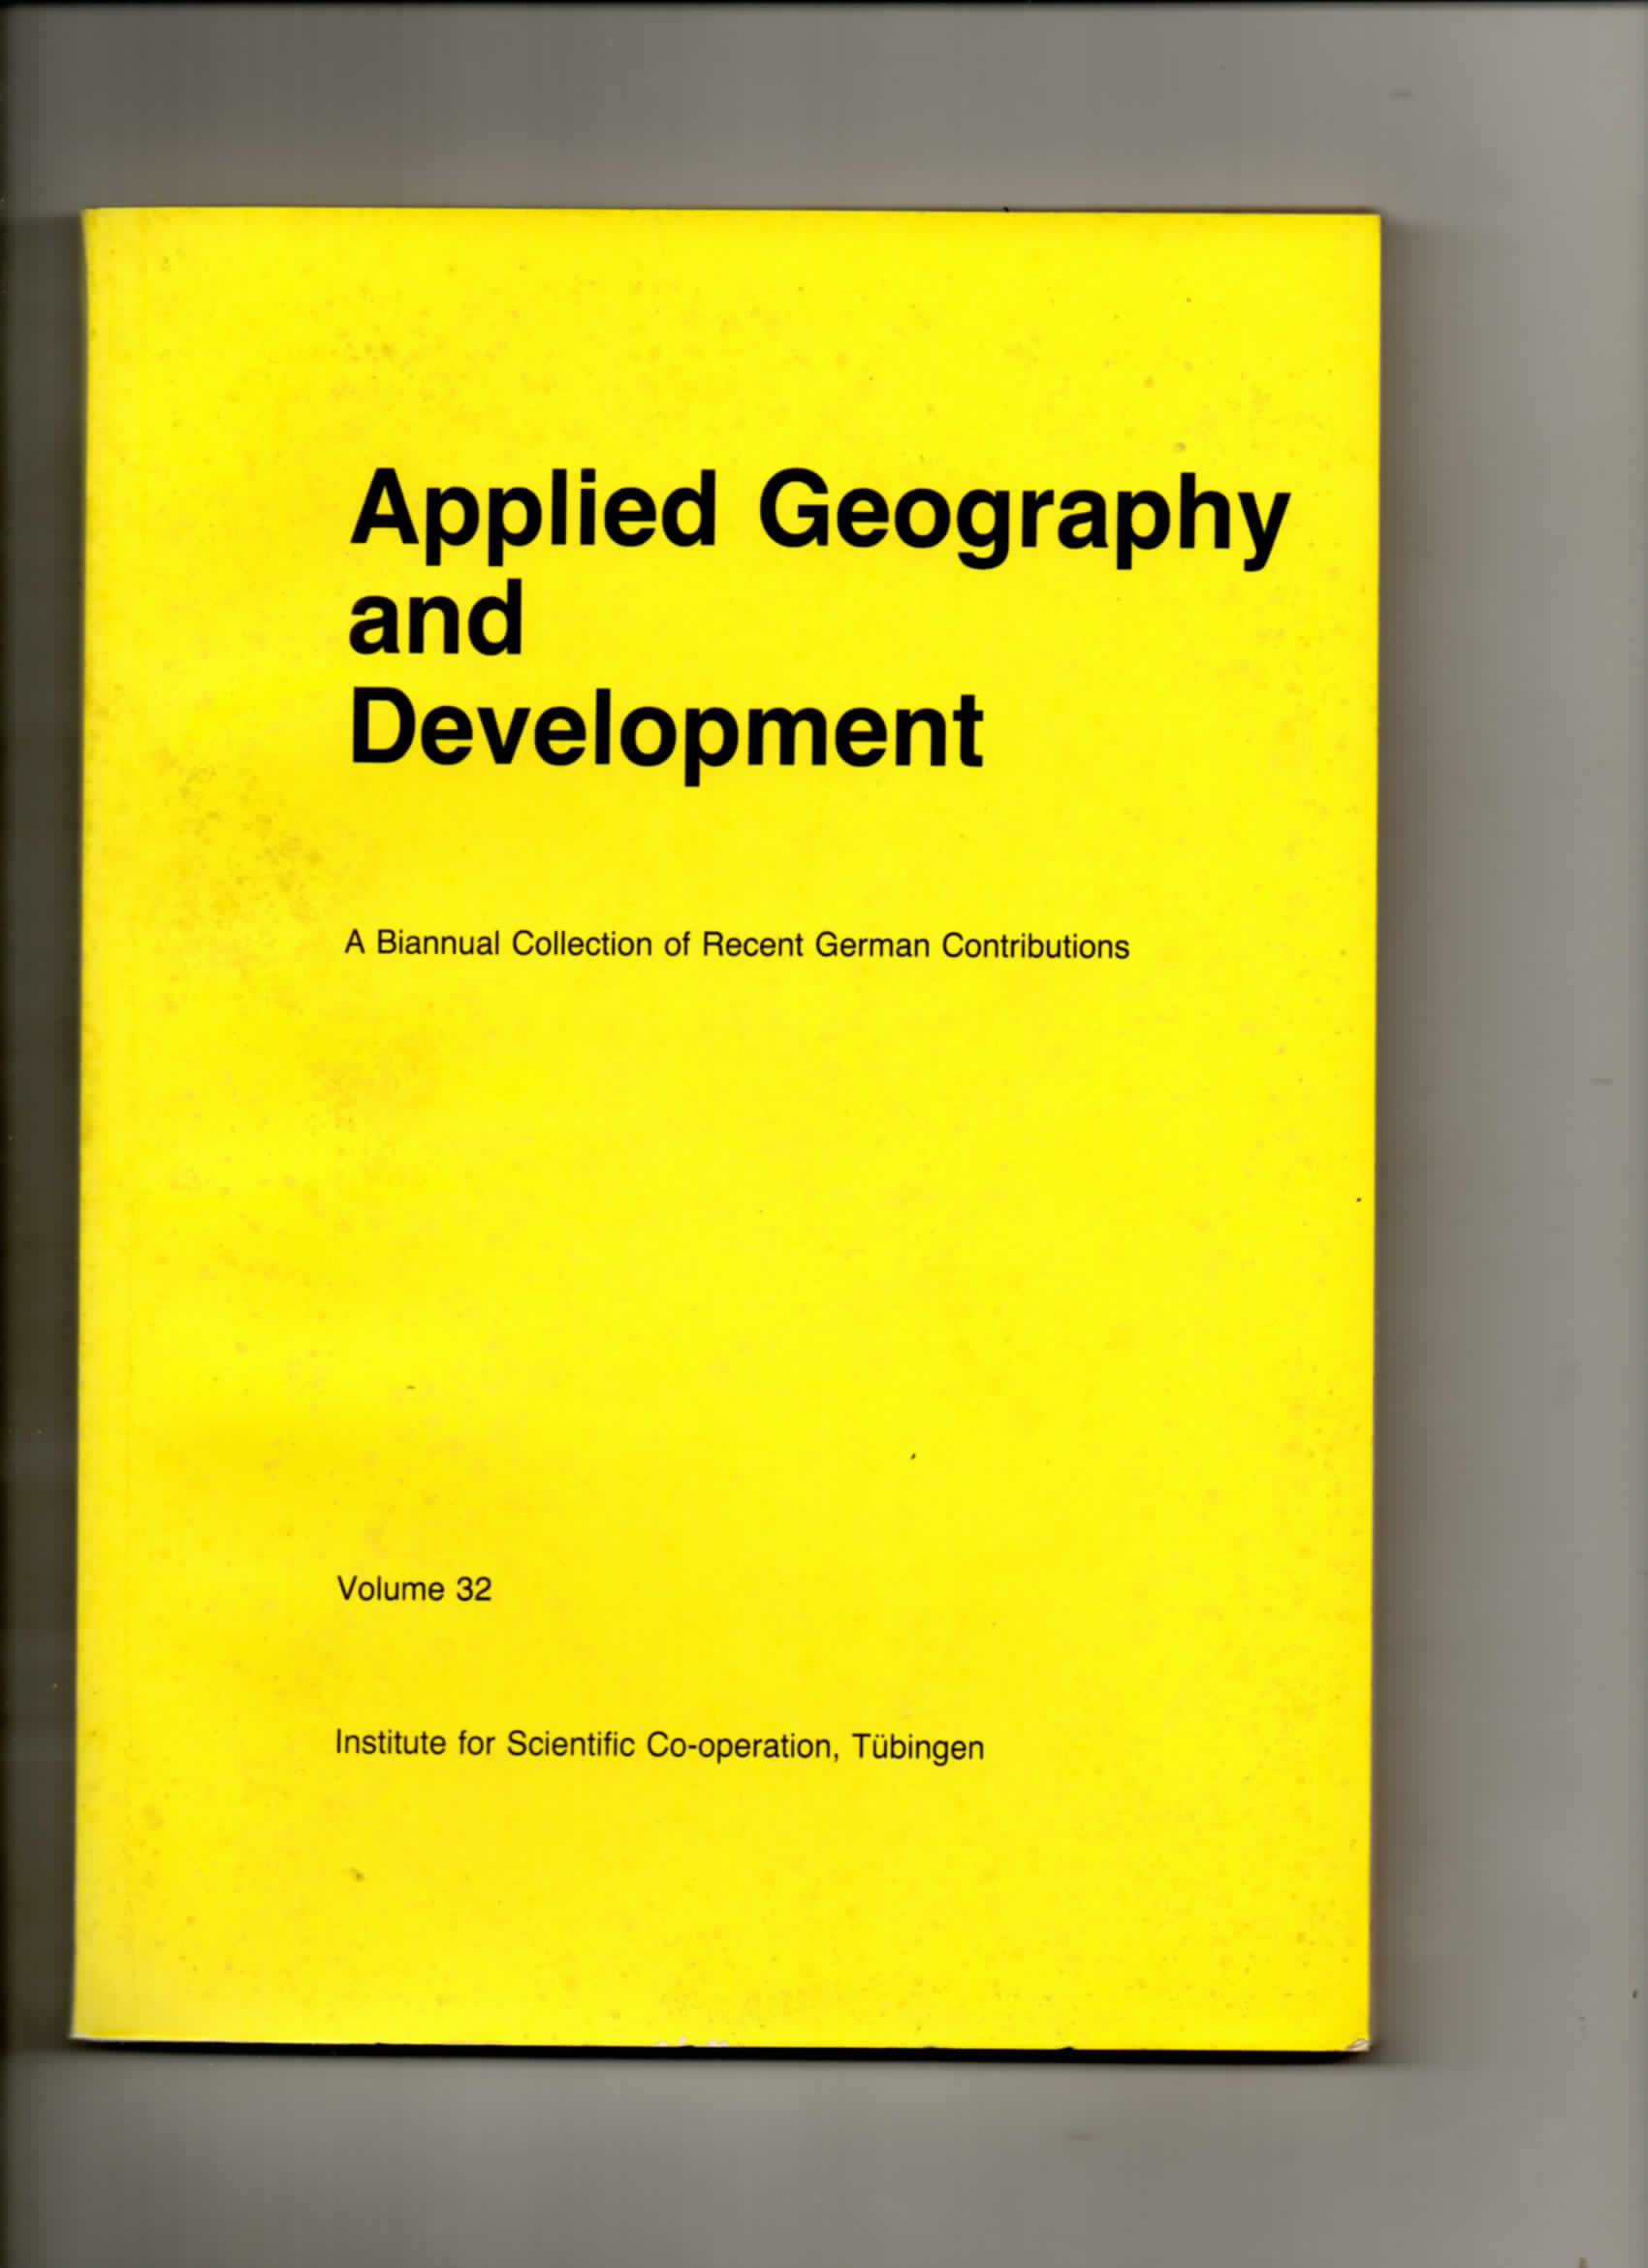 Applied Geography
and
Development
A Biannual Collection of Recent German Contributions
Volume 32
Institute for Scientific Co-operation, Tübingen